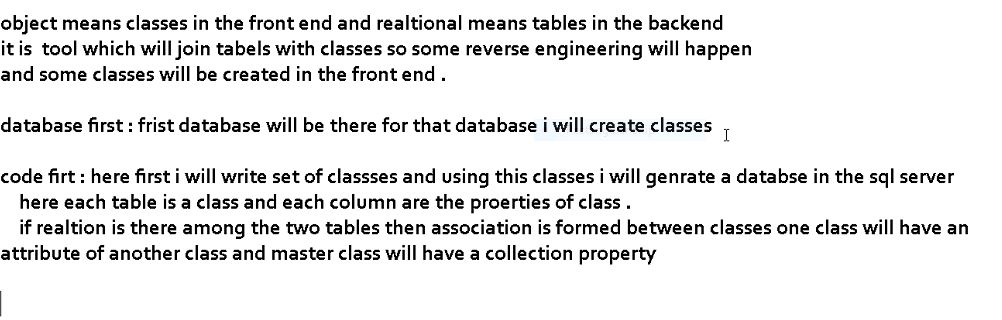 object means classes in the front end and realtional means tables in the backend
it is  tool which will join tabels with classes so some reverse engineering will happen
and some classes will be created in the front end .
database first : frist database will be there for that database i will create classes
code firt : here first i will write set of classses and using this classes i will genrate a databse in the sql server
here each table is a class and each column are the proerties of class .
if realtion is there among the two tables then association is formed between classes one class will have an
attribute of another class and master class will have a collection property